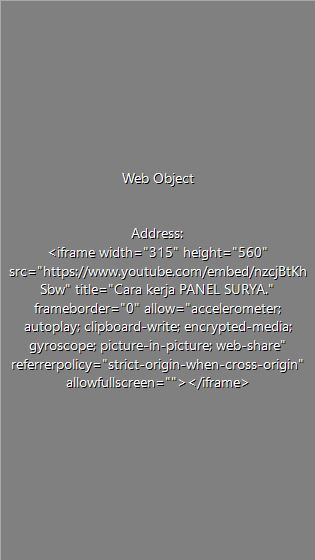 Web Object
Address:
<iframe width="315" height="560"
src="https://www.youtube.com/embed/nzcjBtKh
Sbw" title="Cara kerja PANEL SURYA."
frameborder="0" allow="accelerometer;
autoplay; clipboard-write; encrypted-media;
gyroscope; picture-in-picture; web-share"
referrerpolicy="strict-origin-when-cross-origin"
allowfullscreen=""></iframe>